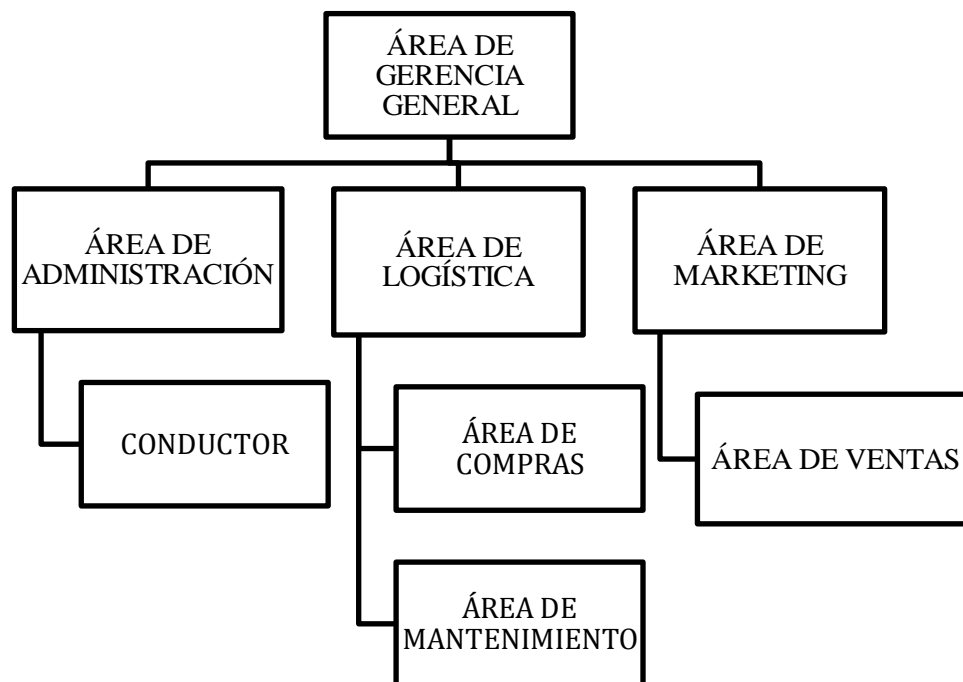 ÁREA DE
GERENCIA
GENERAL
ÁREA DE
ADMINISTRACIÓN
ÁREA DE
LOGÍSTICA
ÁREA DE
MARKETING
CONDUCTOR
ÁREA DE
COMPRAS
ÁREA DE VENTAS
ÁREA DE
MANTENIMIENTO